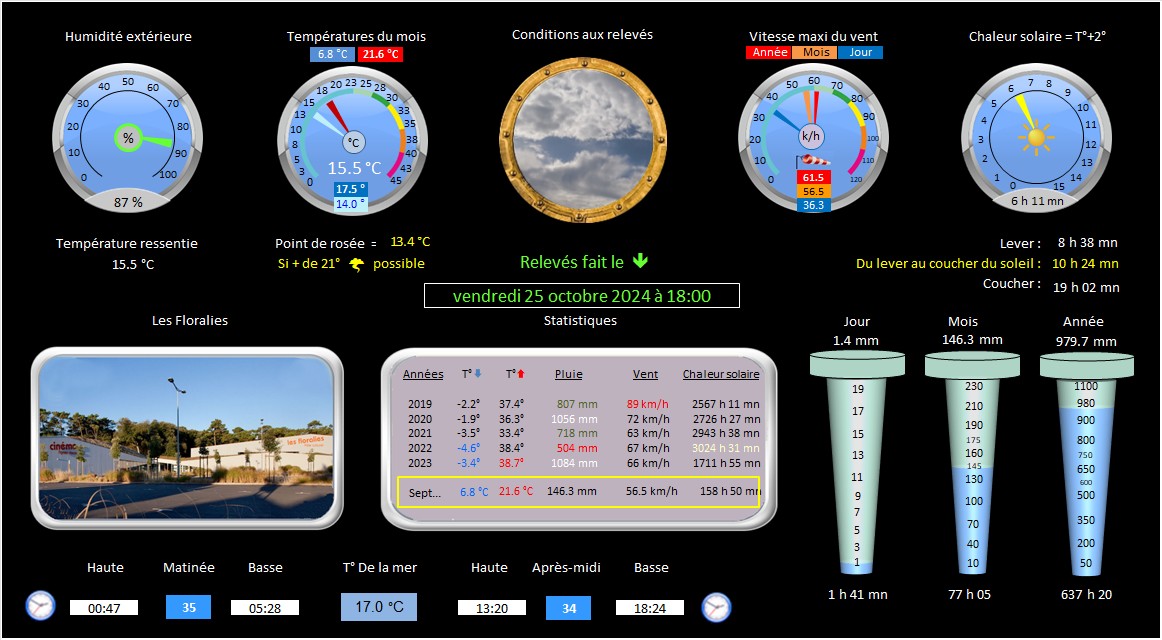 Humidité extérieure
Températures du mois
Conditions aux relevés
Vitesse maxi du vent
Chaleur solaire = T°+2°
6.8 °C 21.6 °C
Année Mois Jour
0 10 20 30 40 50 60 70 80 90 100
%
87 %
0 3 5 8 10 13 15 18 20 23 25 28 30 33 35 38 40 43 45
°C
15.5 °C
17.5 °
14.0 °
0 10 20 30 40 50 60 70 80 90 100 110 120
k/h
61.5
56.5
36.3
0 1 2 3 4 5 6 7 8 9 10 11 12 13 14 15
6 h 11 mn
Température ressentie
15.5 °C
Point de rosée = 13.4 °C
Si + de 21° possible
Relevés fait le
vendredi 25 octobre 2024 à 18:00
Lever : 8 h 38 mn
Du lever au coucher du soleil : 10 h 24 mn
Coucher : 19 h 02 mn
Les Floralies
cinéma
les floralies
Statistiques
Années T° T° Pluie Vent Chaleur solaire
2019 -2.2° 37.4° 807 mm 89 km/h 2567 h 11 mn
2020 -1.9° 36.3° 1056 mm 72 km/h 2726 h 27 mn
2021 -3.5° 33.4° 718 mm 63 km/h 2943 h 38 mn
2022 -4.6° 38.4° 504 mm 67 km/h 3024 h 31 mn
2023 -3.4° 38.7° 1084 mm 66 km/h 1711 h 55 mn
Sept... 6.8 °C 21.6 °C 146.3 mm 56.5 km/h 158 h 50 mn
Jour
1.4 mm
19
17
15
13
11
9
7
5
3
1
1 h 41 mn
Mois
146.3 mm
230
210
190
175
160
145
130
100
70
40
10
77 h 05
Année
979.7 mm
1100
980
900
800
750
650
600
500
350
200
50
637 h 20
Haute Matinée Basse T° De la mer Haute Après-midi Basse
00:47 35 05:28 17.0 °C 13:20 34 18:24